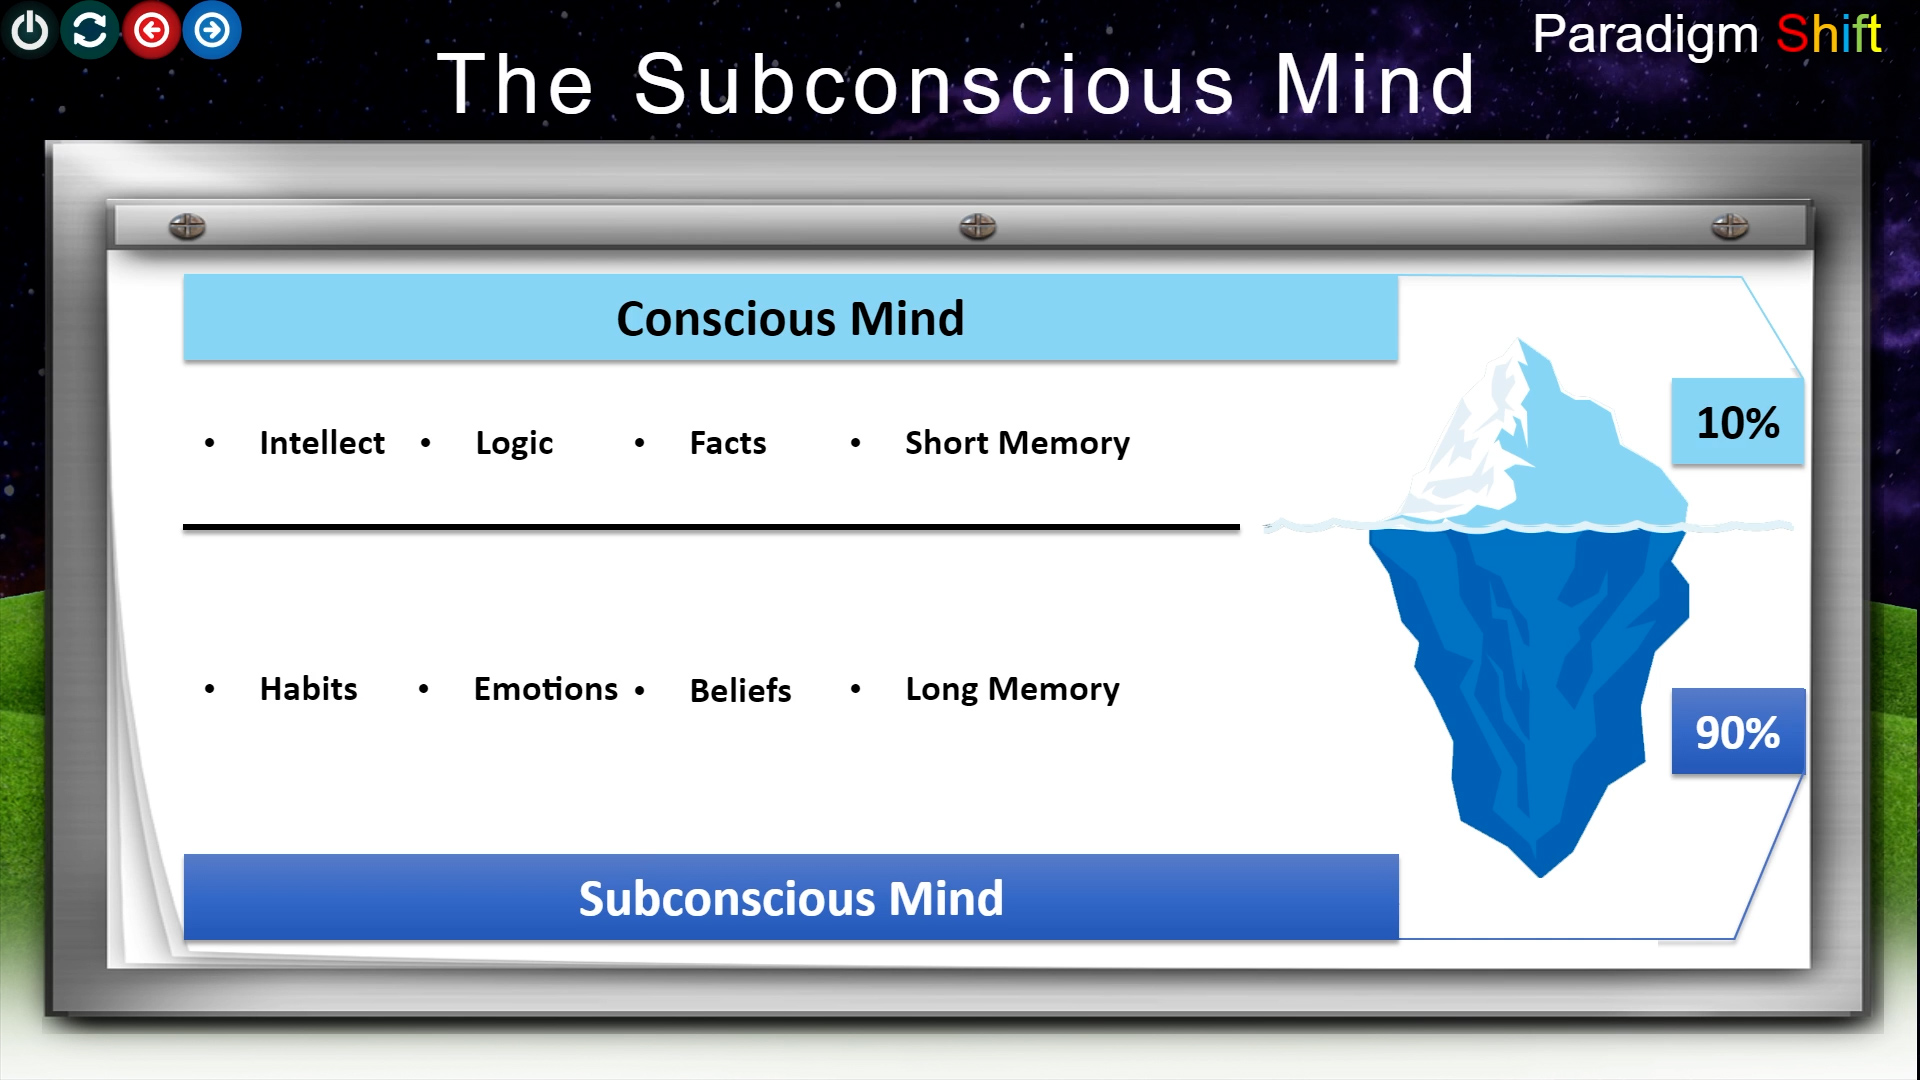 Paradigm Shift
The Subconscious Mind
Conscious Mind
10%
• Intellect • Logic • Facts • Short Memory
• Habits • Emotions • Beliefs • Long Memory
90%
Subconscious Mind